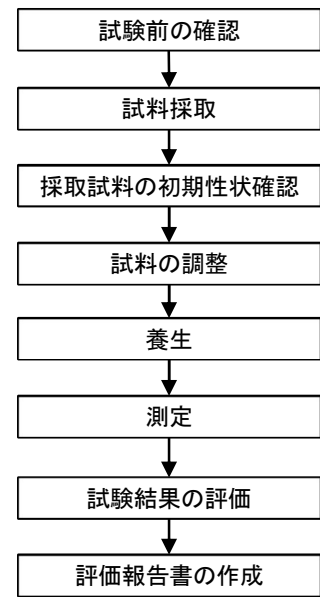 試験前の確認
試料採取
採取試料の初期性状確認
試料の調整
養生
測定
試験結果の評価
評価報告書の作成